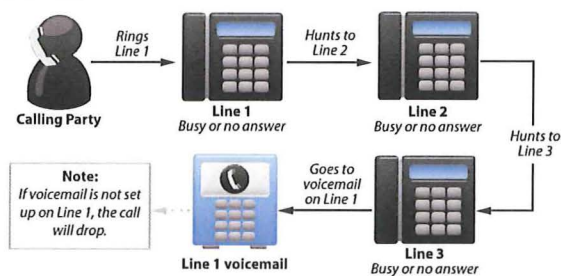 Rings
Line 1
Hunts to
Line 2
Calling Party
Line 1
Busy or no answer
Line 2
Busy or no answer
Hunts to
Line 3
Note:
If voicemail is not set
up on Line 1, the call
will drop.
Goes to
voicemail
on Line 1
Line 1 voicemail
Line 3
Busy or no answer